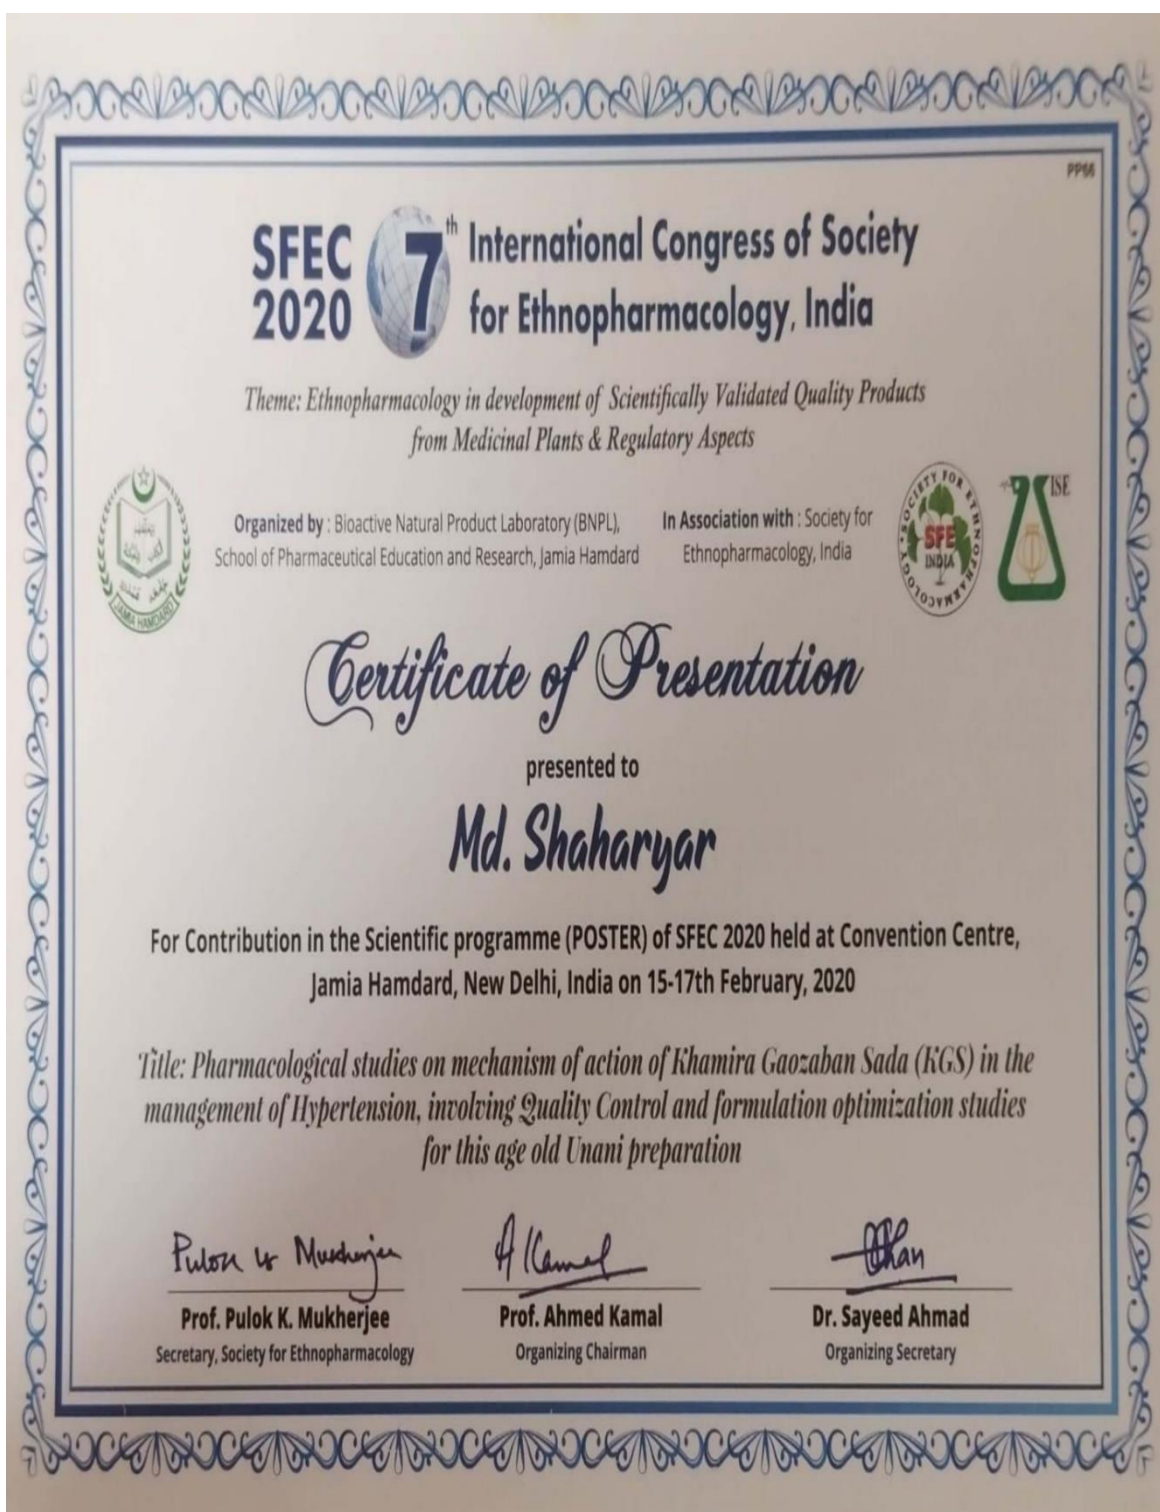 PP66
SFEC 7th International Congress of Society
2020 for Ethnopharmacology, India
Theme: Ethnopharmacology in development of Scientifically Validated Quality Products
from Medicinal Plants & Regulatory Aspects
Organized by : Bioactive Natural Product Laboratory (BNPL),
School of Pharmaceutical Education and Research, Jamia Hamdard
In Association with : Society for
Ethnopharmacology, India
JAMIA HAMDARD
SOCIETY FOR ETHNOPHARMACOLOGY
SFE
INDIA
ISE
Certificate of Presentation
presented to
Md. Shaharyar
For Contribution in the Scientific programme (POSTER) of SFEC 2020 held at Convention Centre,
Jamia Hamdard, New Delhi, India on 15-17th February, 2020
Title: Pharmacological studies on mechanism of action of Khamira Gaozaban Sada (KGS) in the
management of Hypertension, involving Quality Control and formulation optimization studies
for this age old Unani preparation
Pulok K Mukherjee
A Kamal
Prof. Pulok K. Mukherjee
Secretary, Society for Ethnopharmacology
Prof. Ahmed Kamal
Organizing Chairman
Dr. Sayeed Ahmad
Organizing Secretary